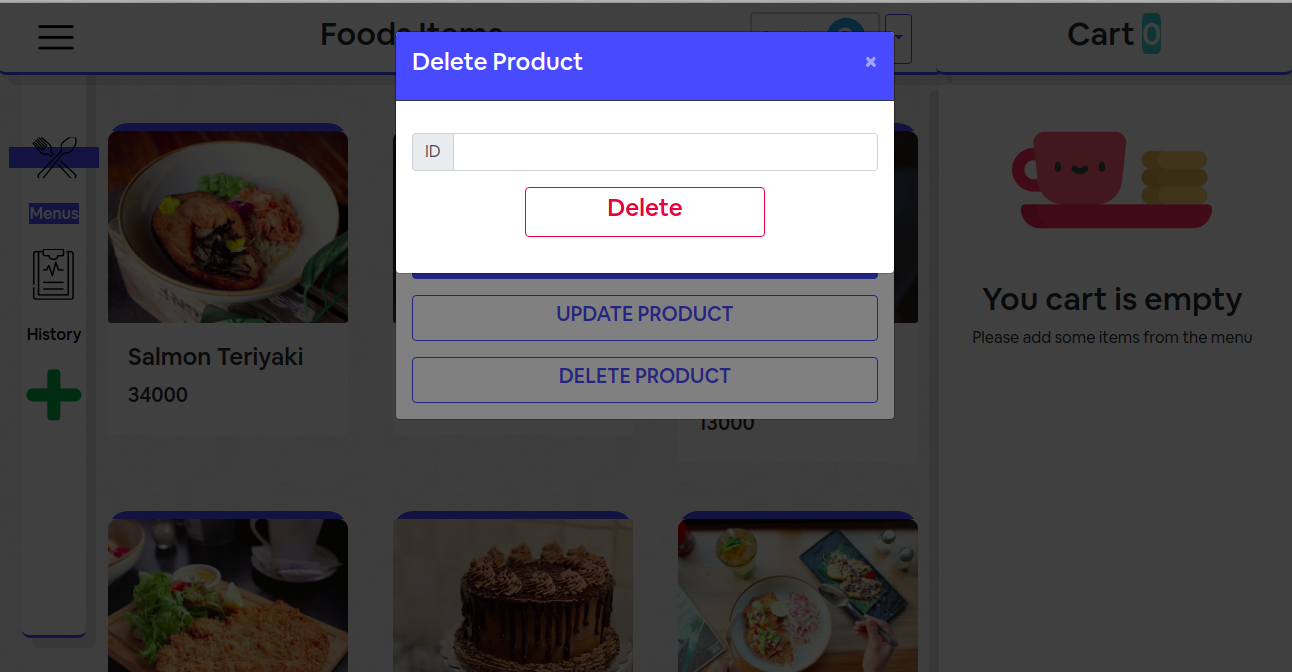 Foods Items
Cart 0
Delete Product
×
ID
Delete
UPDATE PRODUCT
DELETE PRODUCT
Menus
History
Salmon Teriyaki
34000
13000
You cart is empty
Please add some items from the menu